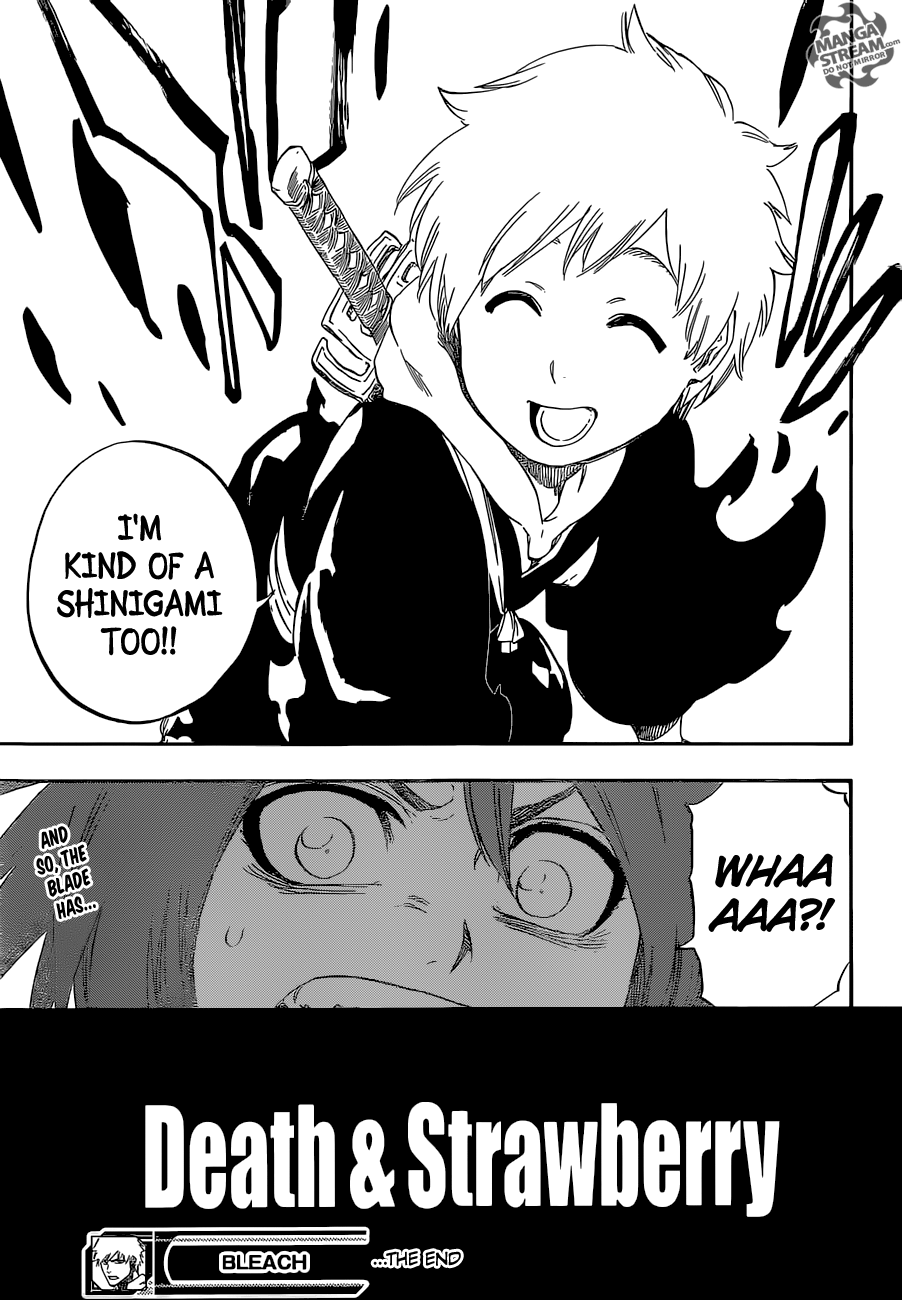 MANGA
STREAM.com
DO NOT MIRROR
I'M
KIND OF A
SHINIGAMI
TOO!!
AND
SO, THE
BLADE
HAS...
WHAA
AAA?!
Death & Strawberry
BLEACH
...THE END